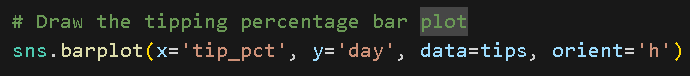 # Draw the tipping percentage bar plot
sns.barplot(x='tip_pct', y='day', data=tips, orient='h')